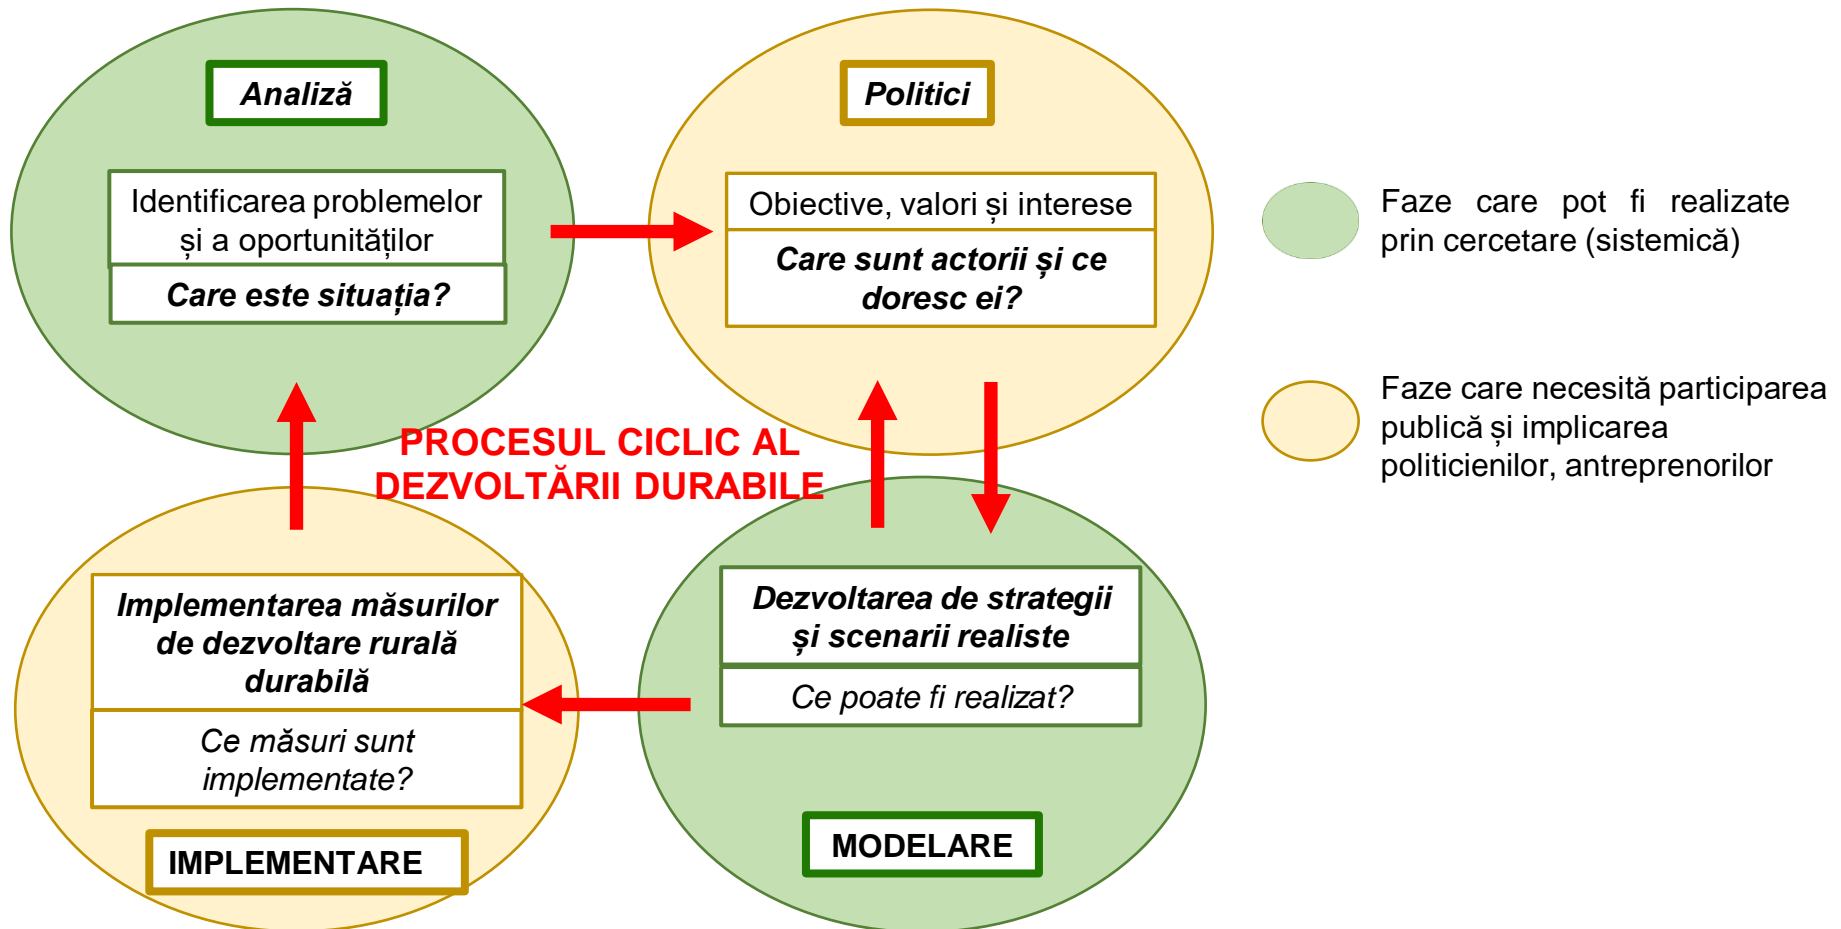 Analiză
Identificarea problemelor
și a oportunităților
Care este situația?
Politici
Obiective, valori și interese
Care sunt actorii și ce
doresc ei?
Faze care pot fi realizate
prin cercetare (sistemică)
Faze care necesită participarea
publică și implicarea
politicienilor, antreprenorilor
PROCESUL CICLIC AL
DEZVOLTĂRII DURABILE
Implementarea măsurilor
de dezvoltare rurală
durabilă
Ce măsuri sunt
implementate?
IMPLEMENTARE
Dezvoltarea de strategii
și scenarii realiste
Ce poate fi realizat?
MODELARE